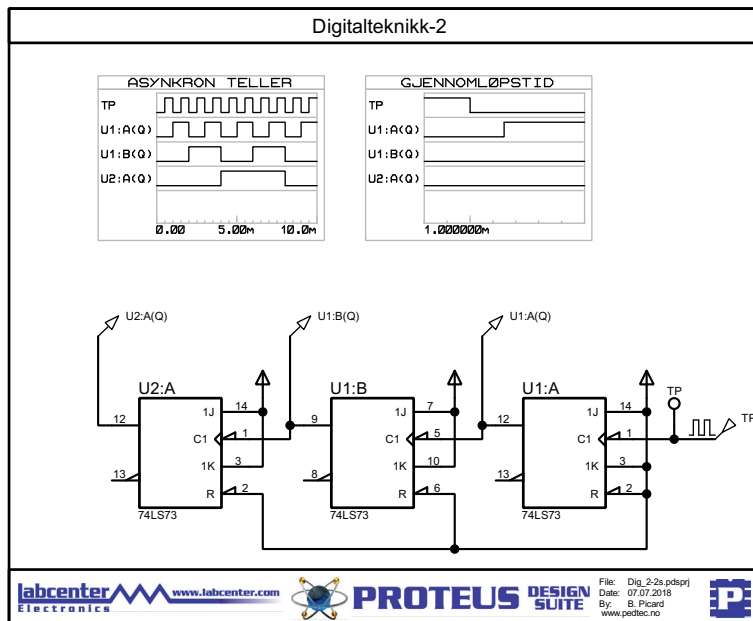 Digitalteknikk-2
ASYNKRON TELLER
TP
U1:A(Q)
U1:B(Q)
U2:A(Q)
0.00 5.00m 10.0m
GJENNOMLØPSTID
TP
U1:A(Q)
U1:B(Q)
U2:A(Q)
1.000000m
U2:A(Q) U1:B(Q) U1:A(Q)
U2:A
12
13
1J 14
C1 1
1K 3
R 2
74LS73
U1:B
9
8
1J 7
C1 5
1K 10
R 6
74LS73
U1:A
12
13
1J 14
C1 1
1K 3
R 2
74LS73
TP
TP
labcenter www.labcenter.com
Electronics
PROTEUS DESIGN SUITE
File: Dig_2-2s.pdsprj
Date: 07.07.2018
By: B. Picard
www.pedtec.no
P